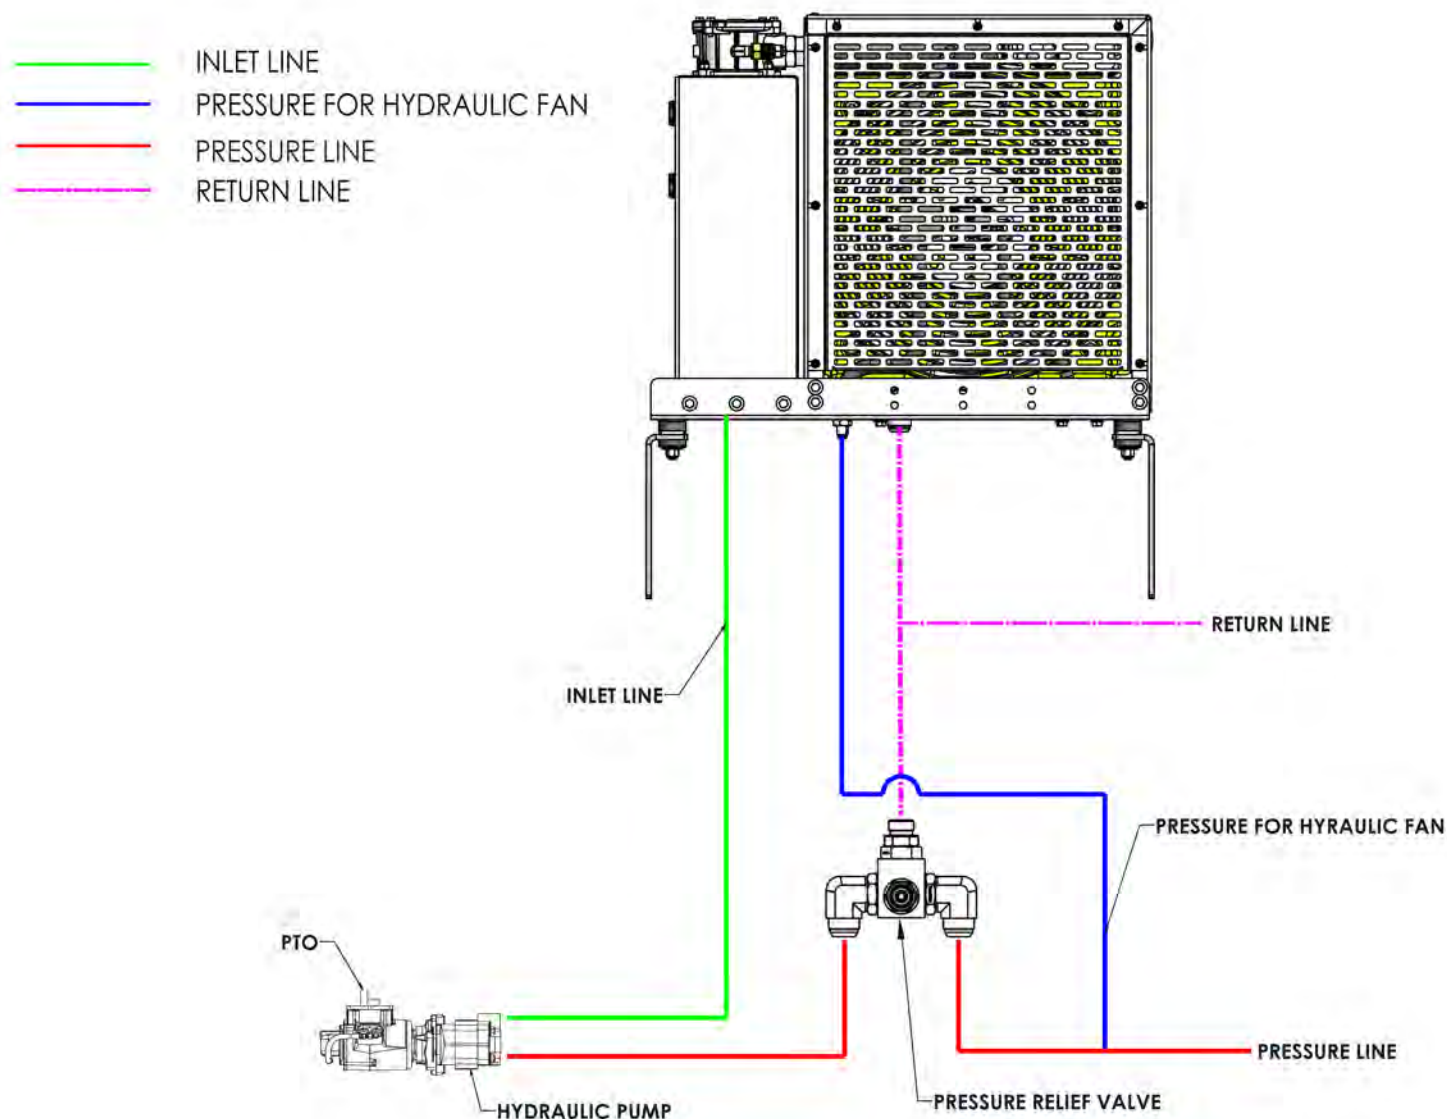 INLET LINE
PRESSURE FOR HYDRAULIC FAN
PRESSURE LINE
RETURN LINE
RETURN LINE
INLET LINE
PRESSURE FOR HYRAULIC FAN
PTO
PRESSURE LINE
PRESSURE RELIEF VALVE
HYDRAULIC PUMP